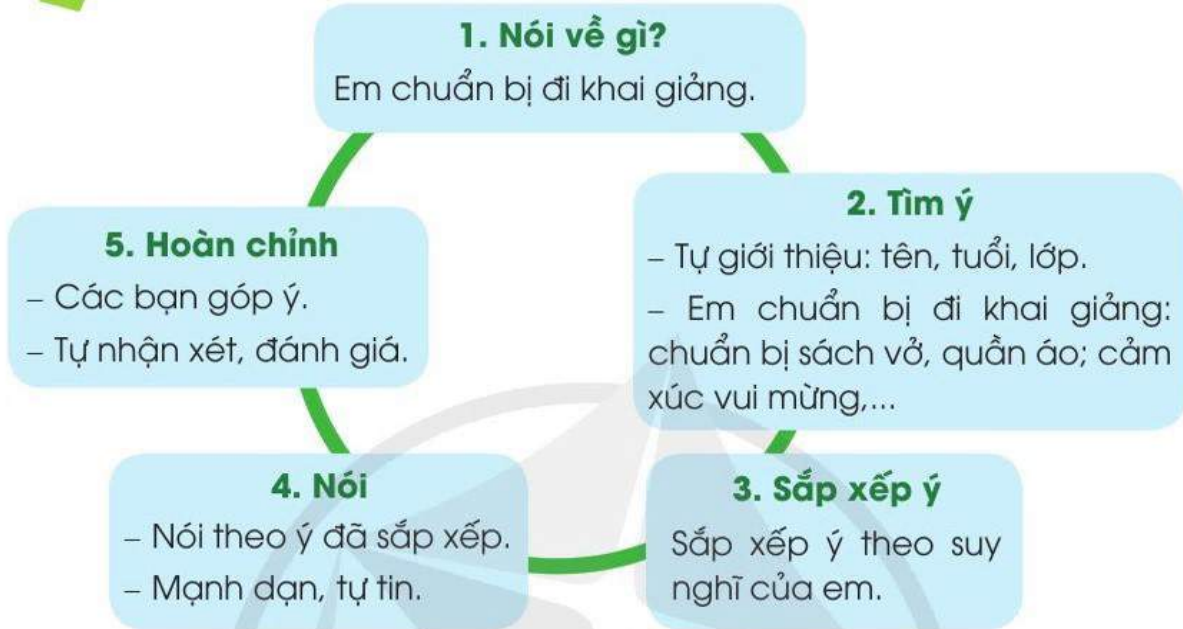 1. Nói về gì?
Em chuẩn bị đi khai giảng.
2. Tìm ý
– Tự giới thiệu: tên, tuổi, lớp.
– Em chuẩn bị đi khai giảng:
chuẩn bị sách vở, quần áo; cảm
xúc vui mừng,...
3. Sắp xếp ý
Sắp xếp ý theo suy
nghĩ của em.
4. Nói
– Nói theo ý đã sắp xếp.
– Mạnh dạn, tự tin.
5. Hoàn chỉnh
– Các bạn góp ý.
– Tự nhận xét, đánh giá.